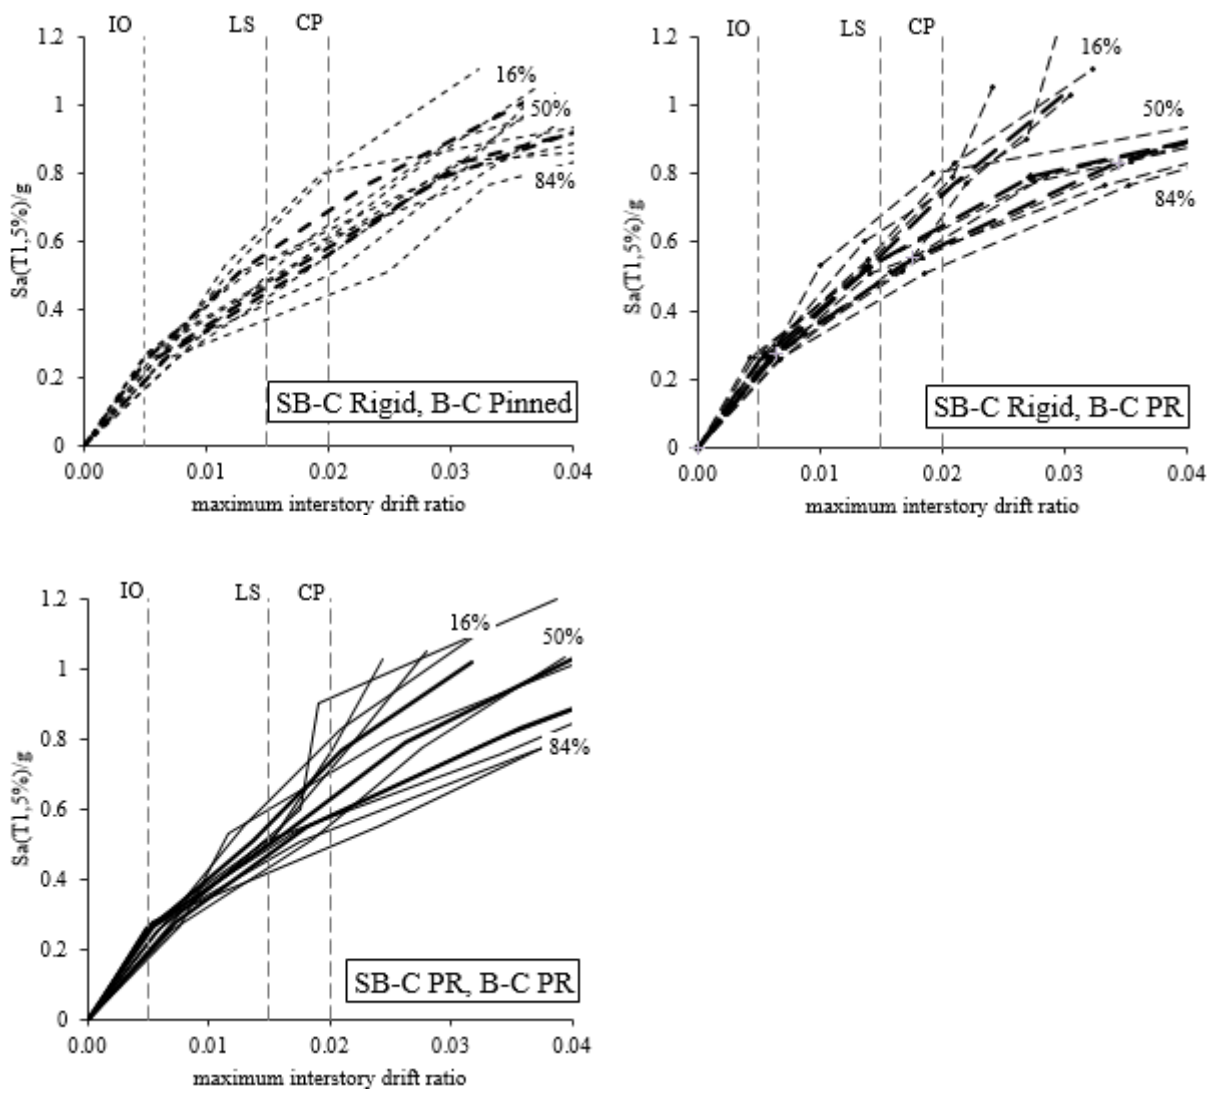 IO LS CP
1.2
1
0.8
0.6
0.4
0.2
0
Sa(T1,5%)/g
16%
50%
84%
SB-C Rigid, B-C Pinned
0.00 0.01 0.02 0.03 0.04
maximum interstory drift ratio
IO LS CP
1.2
1
0.8
0.6
0.4
0.2
0
Sa(T1,5%)/g
16%
50%
84%
SB-C Rigid, B-C PR
0.00 0.01 0.02 0.03 0.04
maximum interstory drift ratio
IO LS CP
1.2
1
0.8
0.6
0.4
0.2
0
Sa(T1,5%)/g
16%
50%
84%
SB-C PR, B-C PR
0.00 0.01 0.02 0.03 0.04
maximum interstory drift ratio